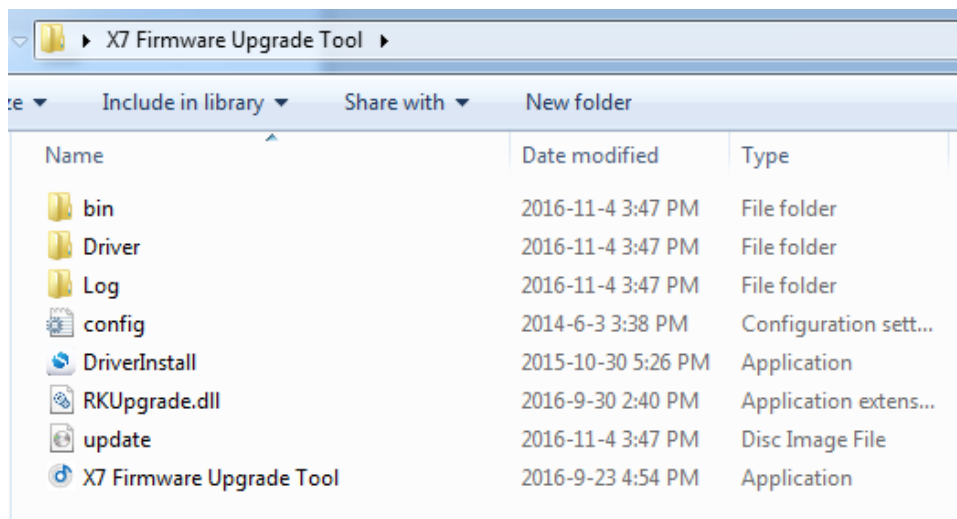 X7 Firmware Upgrade Tool
ze Include in library Share with New folder
Name Date modified Type
bin 2016-11-4 3:47 PM File folder
Driver 2016-11-4 3:47 PM File folder
Log 2016-11-4 3:47 PM File folder
config 2014-6-3 3:38 PM Configuration sett...
DriverInstall 2015-10-30 5:26 PM Application
RKUpgrade.dll 2016-9-30 2:40 PM Application extens...
update 2016-11-4 3:47 PM Disc Image File
X7 Firmware Upgrade Tool 2016-9-23 4:54 PM Application